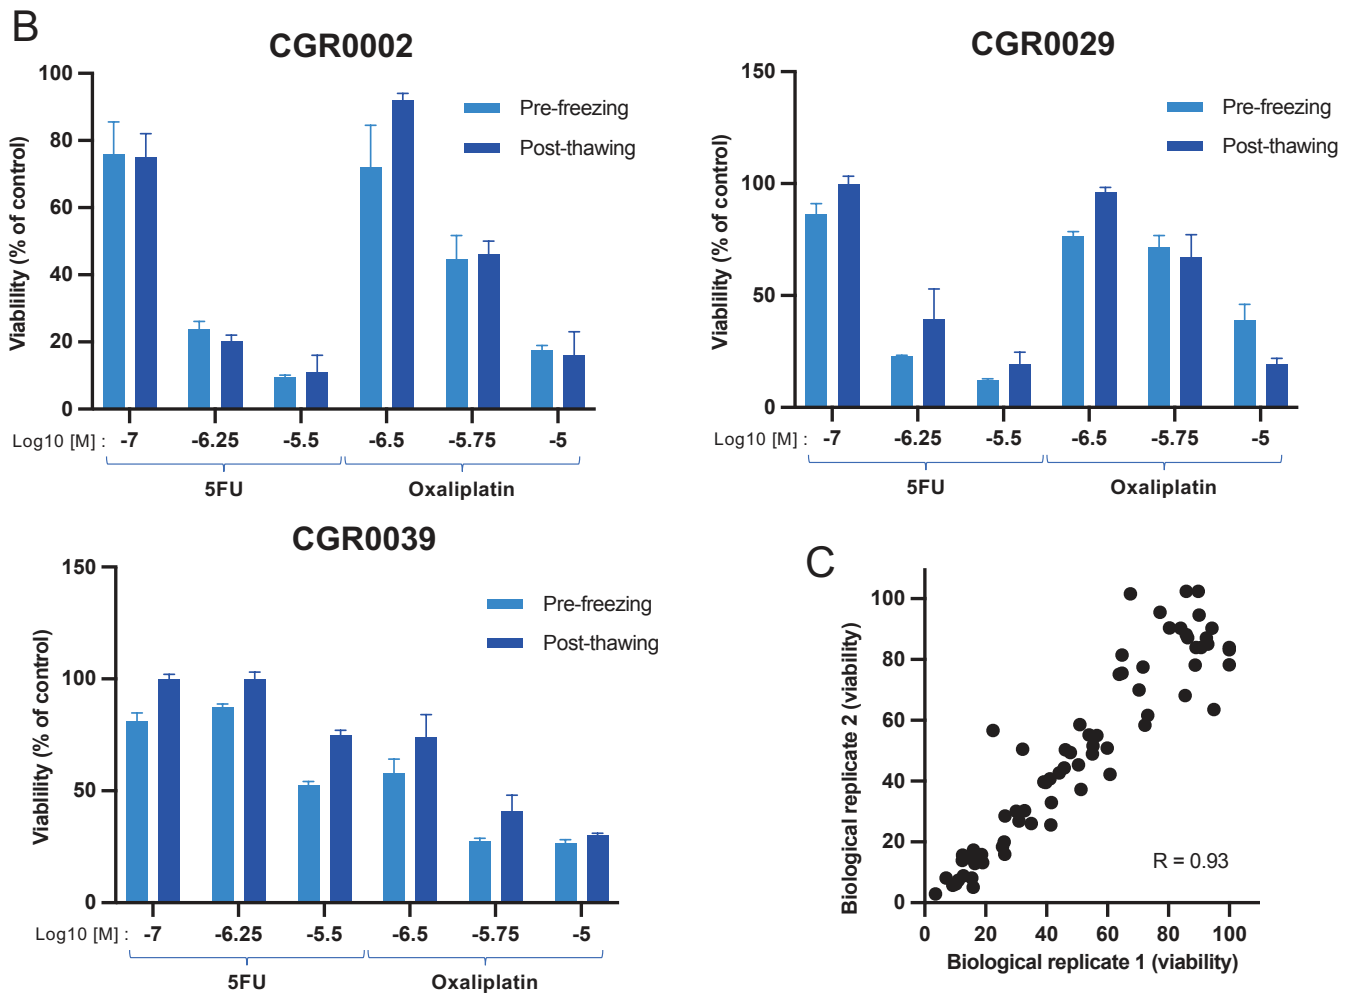 B
CGR0002
Viablility (% of control)
100
80
60
40
20
0
Pre-freezing
Post-thawing
Log10 [M] : -7 -6.25 -5.5 -6.5 -5.75 -5
5FU Oxaliplatin
CGR0029
Viablility (% of control)
150
100
50
0
Pre-freezing
Post-thawing
Log10 [M] : -7 -6.25 -5.5 -6.5 -5.75 -5
5FU Oxaliplatin
CGR0039
Viablility (% of control)
150
100
50
0
Pre-freezing
Post-thawing
Log10 [M] : -7 -6.25 -5.5 -6.5 -5.75 -5
5FU Oxaliplatin
C
Biological replicate 2 (viability)
100
80
60
40
20
0
R = 0.93
0 20 40 60 80 100
Biological replicate 1 (viability)